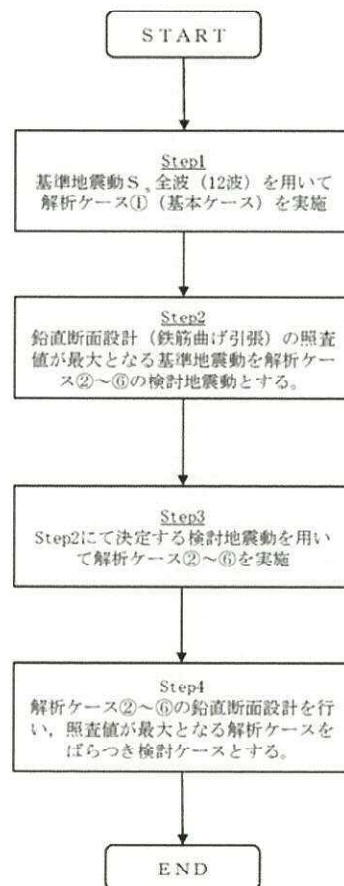 START
Step1
基準地震動Ｓｓ全波（12波）を用いて
解析ケース①（基本ケース）を実施
Step2
鉛直断面設計（鉄筋曲げ引張）の照査
値が最大となる基準地震動を解析ケー
ス②～⑥の検討地震動とする。
Step3
Step2にて決定する検討地震動を用い
て解析ケース②～⑥を実施
Step4
解析ケース②～⑥の鉛直断面設計を行
い，照査値が最大となる解析ケースを
ばらつき検討ケースとする。
END